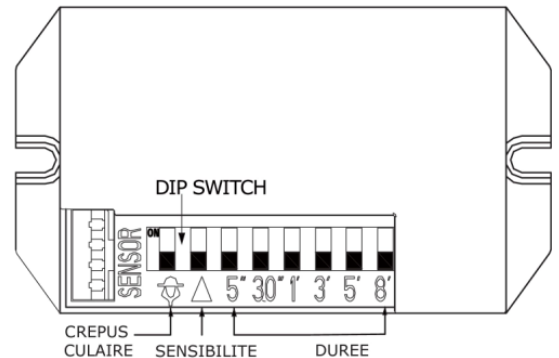 DIP SWITCH
ON
SENSOR
5" 30" 1' 3' 5' 8'
CREPUS
CULAIRE
SENSIBILITE
DUREE